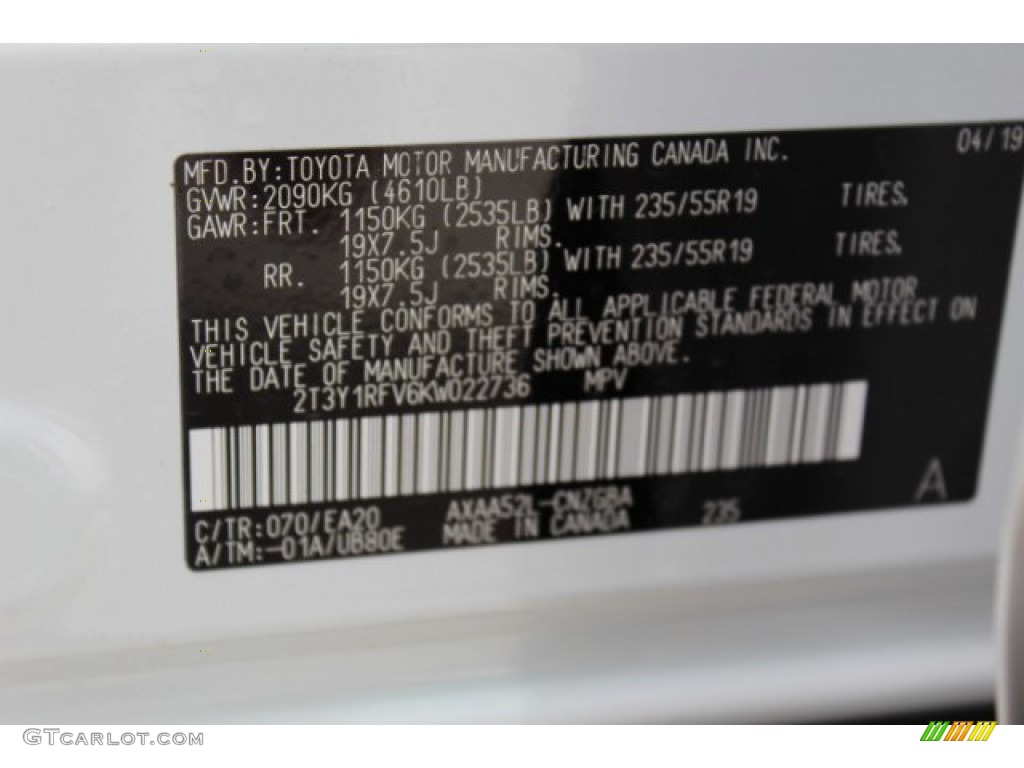 MFD. BY: TOYOTA MOTOR MANUFACTURING CANADA INC. 04/19
GVWR: 2090KG (4610LB)
GAWR: FRT. 1150KG (2535LB) WITH 235/55R19 TIRES.
19X7.5J RIMS.
RR. 1150KG (2535LB) WITH 235/55R19 TIRES.
19X7.5J RIMS.
THIS VEHICLE CONFORMS TO ALL APPLICABLE FEDERAL MOTOR
VEHICLE SAFETY AND THEFT PREVENTION STANDARDS IN EFFECT ON
THE DATE OF MANUFACTURE SHOWN ABOVE.
2T3Y1RFV6KW022736 MPV
C/TR: 070/EA20 AXAA52L-CNZGBA 235 A
A/TM: -01A/UB80E MADE IN CANADA
GTcarlot.com